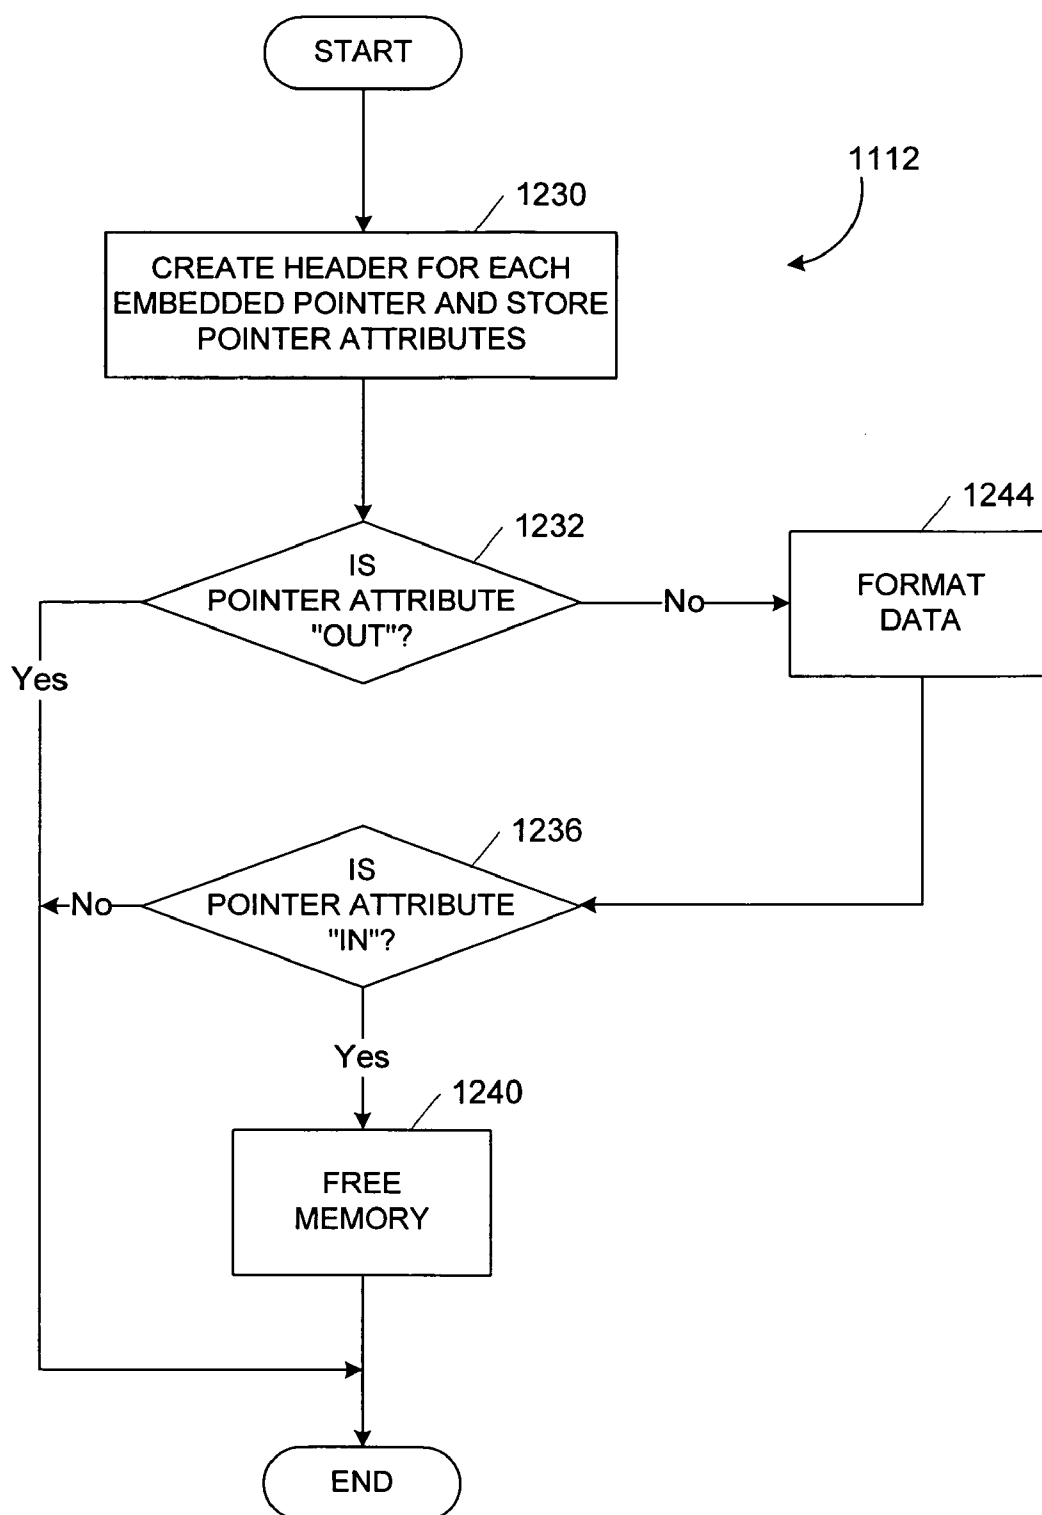 START
1112
1230
CREATE HEADER FOR EACH
EMBEDDED POINTER AND STORE
POINTER ATTRIBUTES
1232
IS
POINTER ATTRIBUTE
"OUT"?
No
1244
FORMAT
DATA
Yes
1236
IS
POINTER ATTRIBUTE
"IN"?
No
Yes
1240
FREE
MEMORY
END